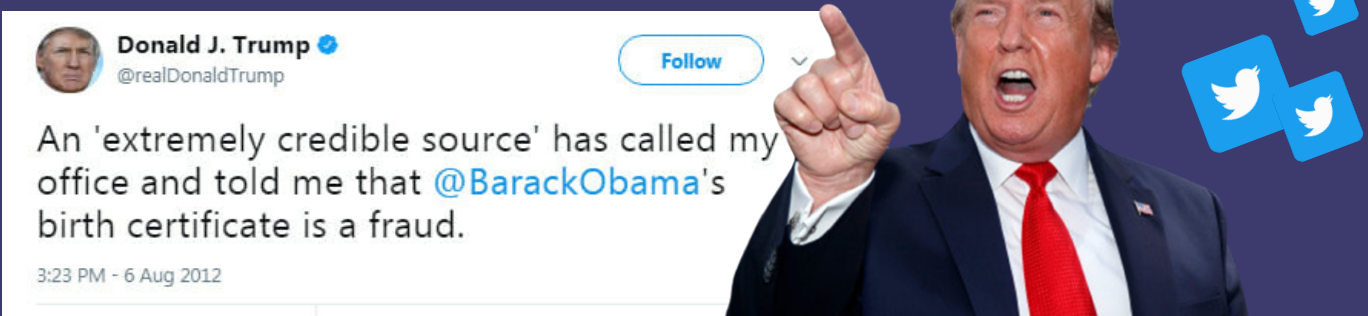 Donald J. Trump
@realDonaldTrump
Follow
An 'extremely credible source' has called my
office and told me that @BarackObama's
birth certificate is a fraud.
3:23 PM - 6 Aug 2012